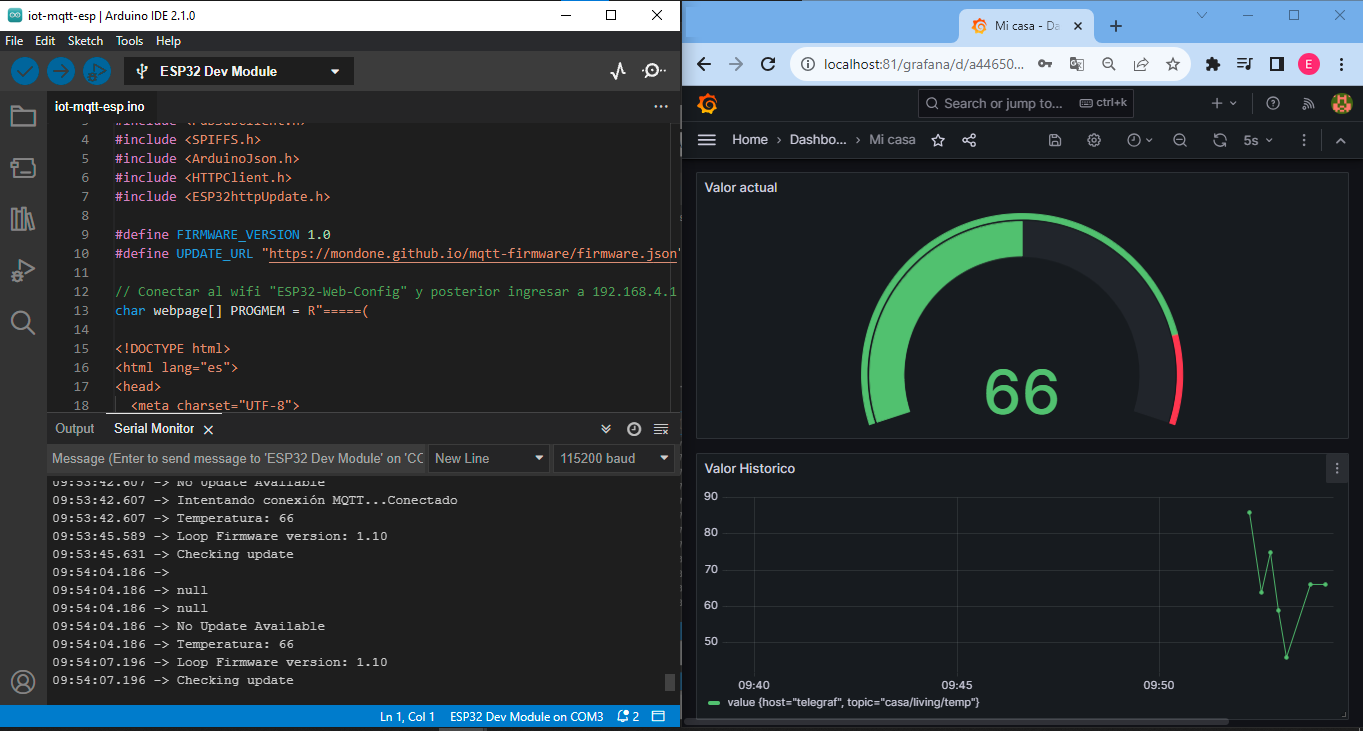 iot-mqtt-esp | Arduino IDE 2.1.0
File Edit Sketch Tools Help
ESP32 Dev Module
iot-mqtt-esp.ino
3 #include <PubSubClient.h>
4 #include <SPIFFS.h>
5 #include <ArduinoJson.h>
6 #include <HTTPClient.h>
7 #include <ESP32httpUpdate.h>
8
9 #define FIRMWARE_VERSION 1.0
10 #define UPDATE_URL "https://mondone.github.io/mqtt-firmware/firmware.json"
11
12 // Conectar al wifi "ESP32-Web-Config" y posterior ingresar a 192.168.4.1
13 char webpage[] PROGMEM = R"=====(
14
15 <!DOCTYPE html>
16 <html lang="es">
17 <head>
18 <meta charset="UTF-8">
Output Serial Monitor
Message (Enter to send message to 'ESP32 Dev Module' on 'CO New Line 115200 baud
09:53:42.607 -> No Update Available
09:53:42.607 -> Intentando conexión MQTT...Conectado
09:53:42.607 -> Temperatura: 66
09:53:45.589 -> Loop Firmware version: 1.10
09:53:45.631 -> Checking update
09:54:04.186 ->
09:54:04.186 -> null
09:54:04.186 -> null
09:54:04.186 -> No Update Available
09:54:04.186 -> Temperatura: 66
09:54:07.196 -> Loop Firmware version: 1.10
09:54:07.196 -> Checking update
Ln 1, Col 1 ESP32 Dev Module on COM3 2
Mi casa - Da
localhost:81/grafana/d/a44650... E
Search or jump to... ctrl+k
Home Dashbo... Mi casa 5s
Valor actual
66
Valor Historico
90
80
70
60
50
09:40 09:45 09:50
value {host="telegraf", topic="casa/living/temp"}